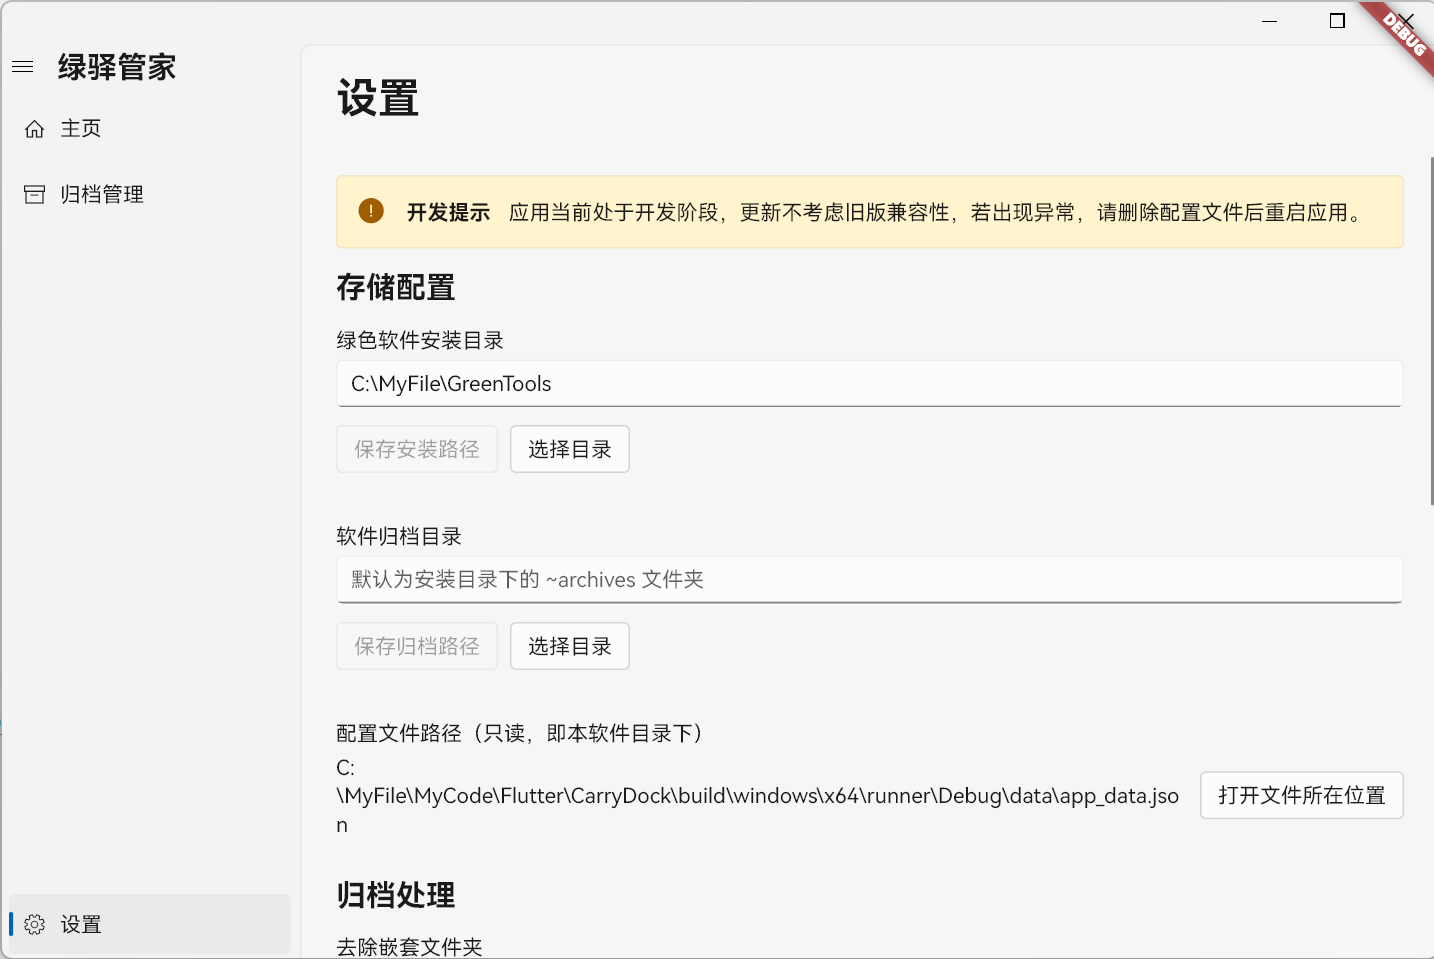 DEBUG
绿驿管家
主页
归档管理
设置
设置
开发提示 应用当前处于开发阶段，更新不考虑旧版兼容性，若出现异常，请删除配置文件后重启应用。
存储配置
绿色软件安装目录
C:\MyFile\GreenTools
保存安装路径 选择目录
软件归档目录
默认为安装目录下的 ~archives 文件夹
保存归档路径 选择目录
配置文件路径（只读，即本软件目录下）
C:
\MyFile\MyCode\Flutter\CarryDock\build\windows\x64\runner\Debug\data\app_data.jso
n
打开文件所在位置
归档处理
去除嵌套文件夹